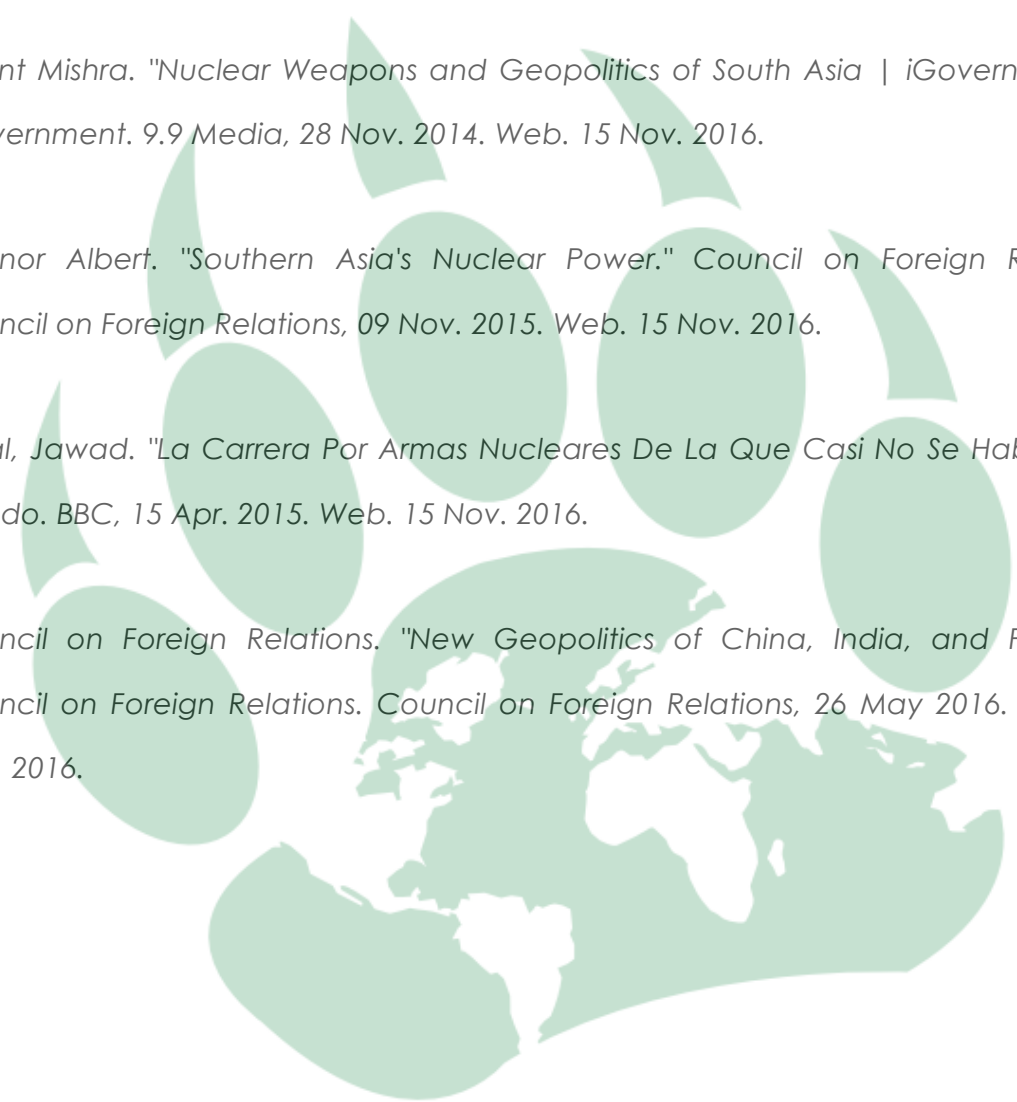 nt Mishra. "Nuclear Weapons and Geopolitics of South Asia | iGovern
vernment. 9.9 Media, 28 Nov. 2014. Web. 15 Nov. 2016.
nor Albert. "Southern Asia's Nuclear Power." Council on Foreign R
ncil on Foreign Relations, 09 Nov. 2015. Web. 15 Nov. 2016.
al, Jawad. "La Carrera Por Armas Nucleares De La Que Casi No Se Hab
do. BBC, 15 Apr. 2015. Web. 15 Nov. 2016.
ncil on Foreign Relations. "New Geopolitics of China, India, and P
ncil on Foreign Relations. Council on Foreign Relations, 26 May 2016.
2016.